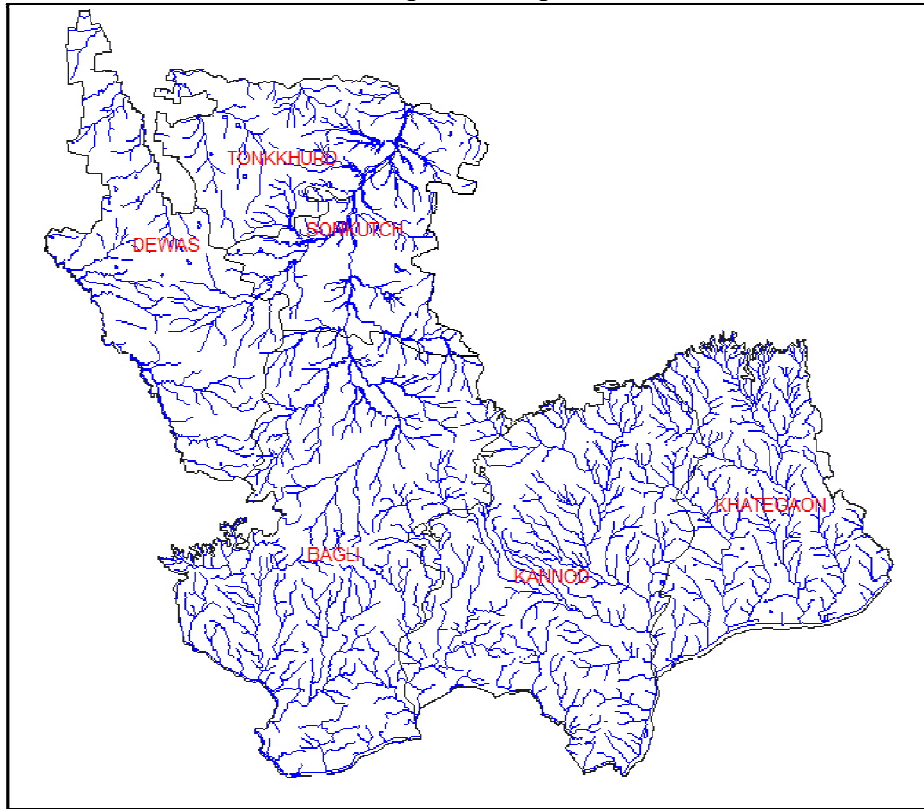 TONKKHURD
SONKUTCH
DEWAS
KHATEGAON
BAGLI
KANNOD